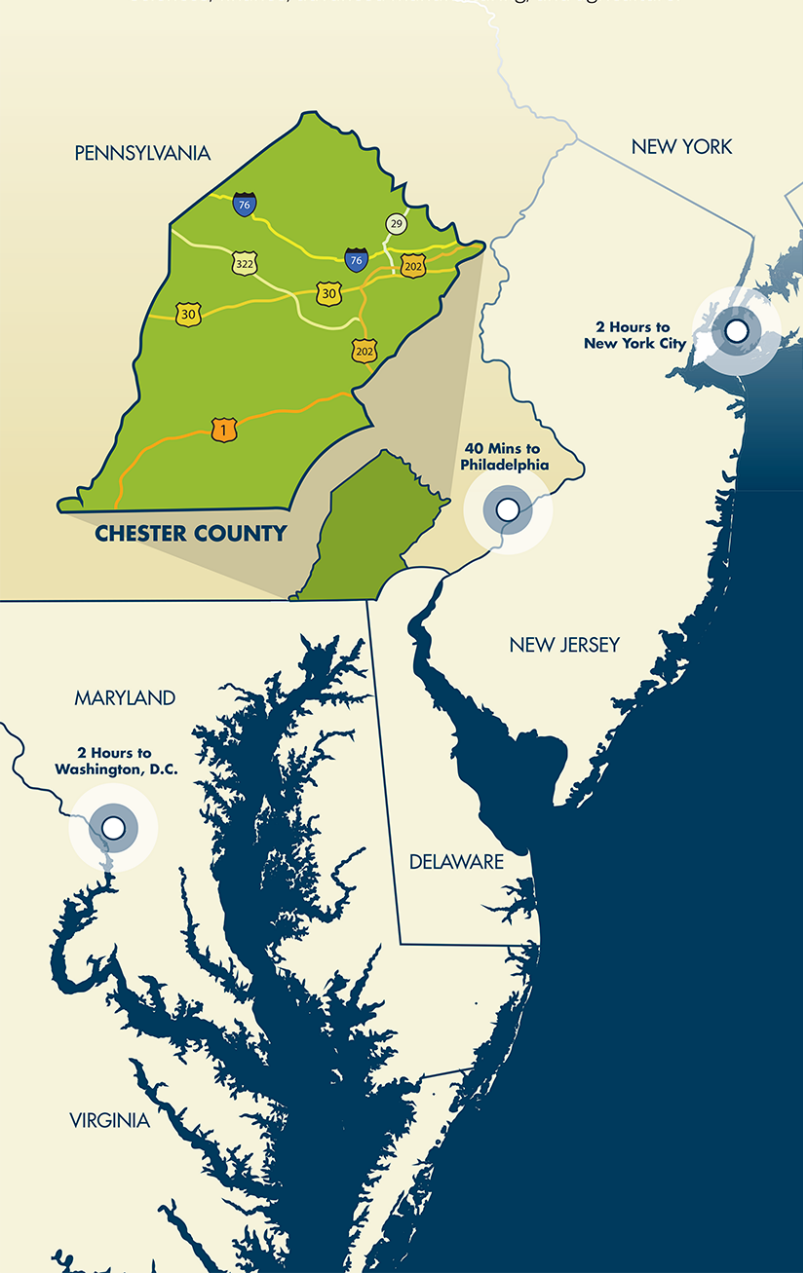 PENNSYLVANIA
NEW YORK
76
29
322
76
202
30
30
202
1
2 Hours to
New York City
40 Mins to
Philadelphia
CHESTER COUNTY
NEW JERSEY
MARYLAND
2 Hours to
Washington, D.C.
DELAWARE
VIRGINIA